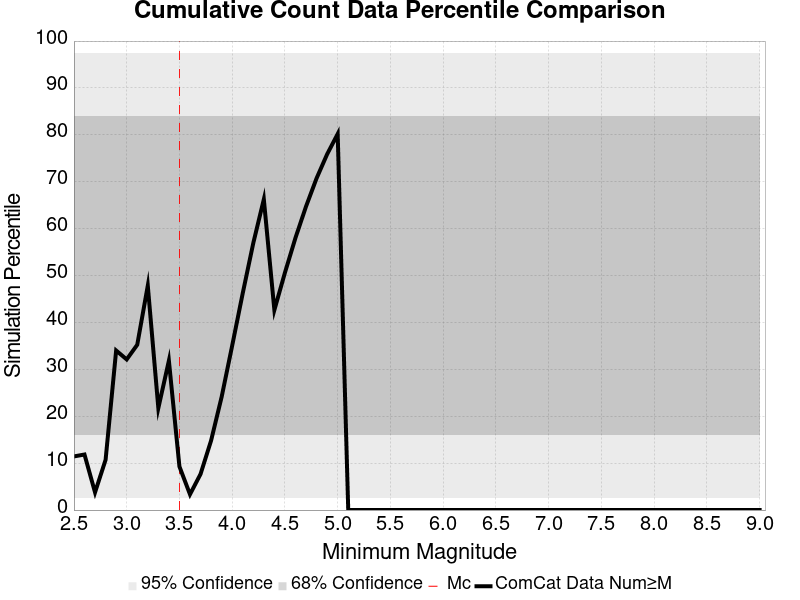 Cumulative Count Data Percentile Comparison
100
90
80
70
60
50
40
30
20
10
0
Simulation Percentile
2.5 3.0 3.5 4.0 4.5 5.0 5.5 6.0 6.5 7.0 7.5 8.0 8.5 9.0
Minimum Magnitude
95% Confidence 68% Confidence Mc ComCat Data Num≥M